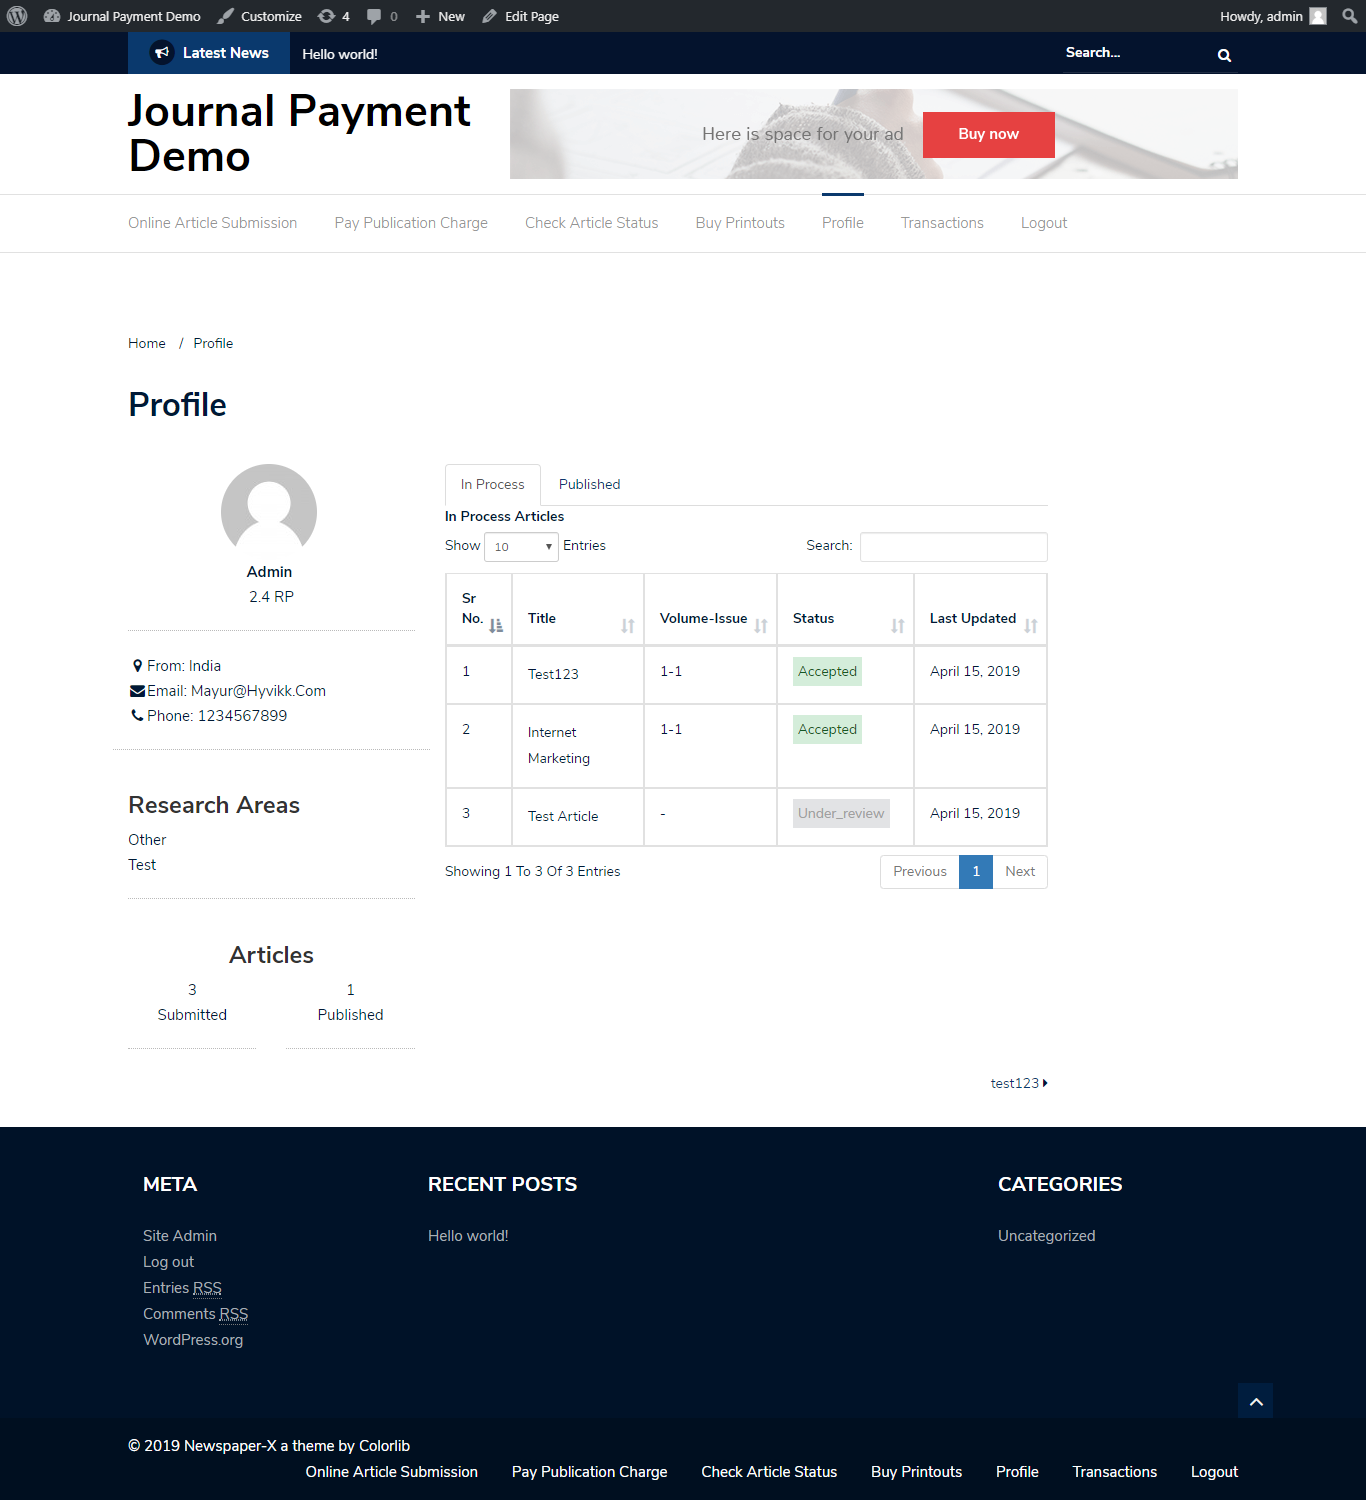 Journal Payment Demo Customize 4 0 New Edit Page Howdy, admin
Latest News Hello world! Search...
Journal Payment
Demo
Here is space for your ad Buy now
Online Article Submission Pay Publication Charge Check Article Status Buy Printouts Profile Transactions Logout
Home / Profile
Profile
Admin
2.4 RP
From: India
Email: Mayur@Hyvikk.Com
Phone: 1234567899
Research Areas
Other
Test
Articles
3 1
Submitted Published
In Process Published
In Process Articles
Show 10 Entries Search:
Sr
No. Title Volume-Issue Status Last Updated
1 Test123 1-1 Accepted April 15, 2019
2 Internet 1-1 Accepted April 15, 2019
Marketing
3 Test Article - Under_review April 15, 2019
Showing 1 To 3 Of 3 Entries Previous 1 Next
test123
META RECENT POSTS CATEGORIES
Site Admin Hello world! Uncategorized
Log out
Entries RSS
Comments RSS
WordPress.org
© 2019 Newspaper-X a theme by Colorlib
Online Article Submission Pay Publication Charge Check Article Status Buy Printouts Profile Transactions Logout